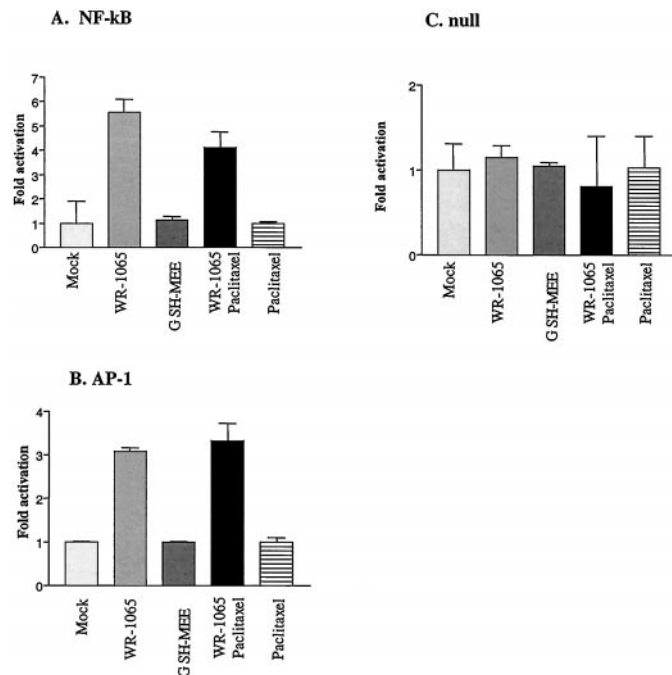 A. NF-kB
Fold activation
7
6
5
4
3
2
1
0
Mock
WR-1065
GSH-MEE
WR-1065
Paclitaxel
Paclitaxel
C. null
Fold activation
2
1
0
Mock
WR-1065
GSH-MEE
WR-1065
Paclitaxel
Paclitaxel
B. AP-1
Fold activation
4
3
2
1
0
Mock
WR-1065
GSH-MEE
WR-1065
Paclitaxel
Paclitaxel